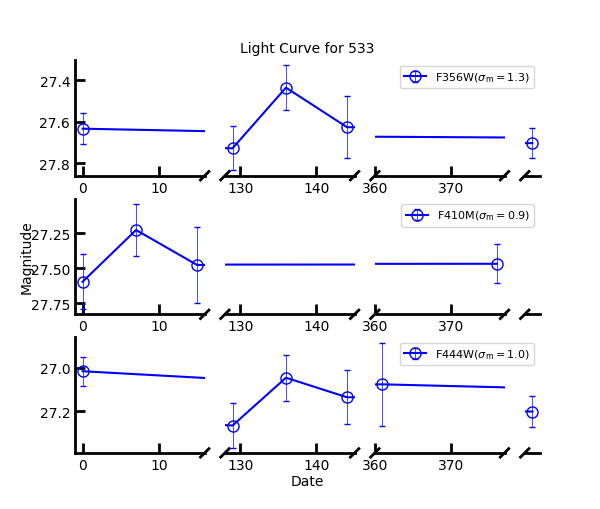 Light Curve for 533
F356W(σm = 1.3)
27.4
27.6
27.8
0 10 130 140 360 370
F410M(σm = 0.9)
27.25
27.50
27.75
0 10 130 140 360 370
Magnitude
F444W(σm = 1.0)
27.0
27.2
0 10 130 140 360 370
Date